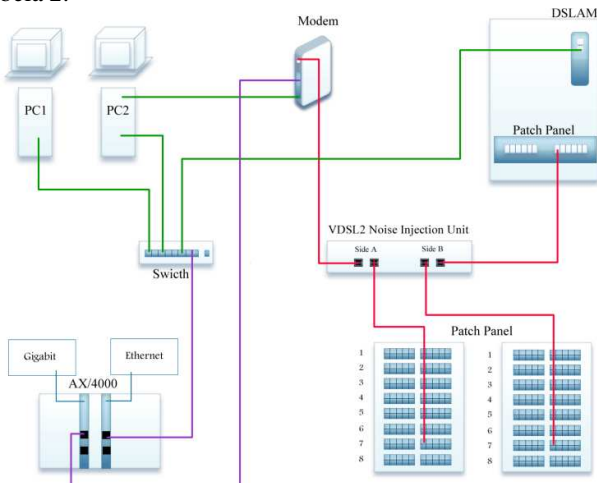 DSLAM
Modem
PC1
PC2
Patch Panel
VDSL2 Noise Injection Unit
Side A
Side B
Swicth
Patch Panel
Gigabit
Ethernet
AX/4000
1
2
3
4
5
6
7
8
1
2
3
4
5
6
7
8